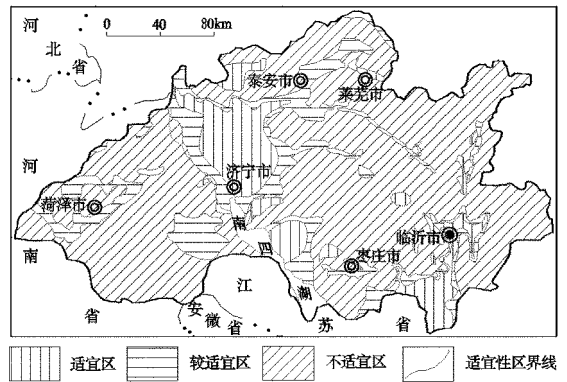 河
北
省
0 40 80km
泰安市
莱芜市
河
南
省
济宁市
菏泽市
南
四
湖
临沂市
枣庄市
江
苏
省
安
徽
省
适宜区
较适宜区
不适宜区
适宜性区界线